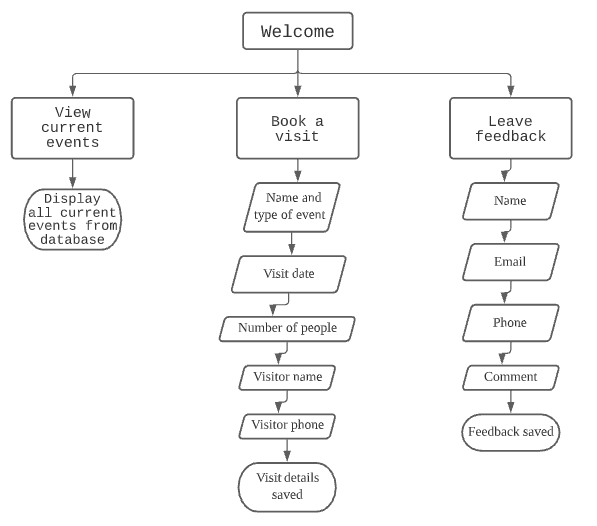 Welcome
View
current
events
Book a
visit
Leave
feedback
Display
all current
events from
database
Name and
type of event
Visit date
Number of people
Visitor name
Visitor phone
Visit details
saved
Name
Email
Phone
Comment
Feedback saved